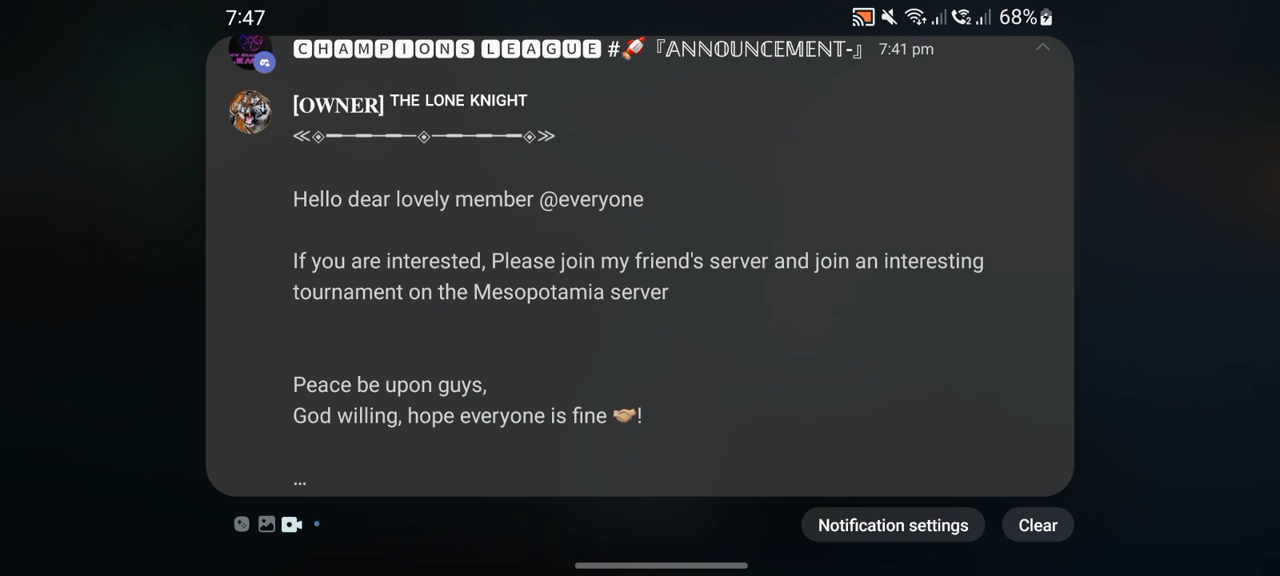 7:47 68%
🅲🅷🅰🅼🅿🅸🅾🅽🆂 🅻🅴🅰🅶🆄🅴 #🚀『𝔸ℕℕ𝕆𝕌ℕℂ𝔼𝕄𝔼ℕ𝕋-』 7:41 pm
[𝐎𝐖𝐍𝐄𝐑] ᵀᴴᴱ ᴸᴼᴺᴱ ᴷᴺᴵᴳᴴᵀ
≪◈━─━─━─━─◈─━─━─━─━◈≫
Hello dear lovely member @everyone
If you are interested, Please join my friend's server and join an interesting
tournament on the Mesopotamia server
Peace be upon guys,
God willing, hope everyone is fine 🤝🏼!
...
Notification settings Clear